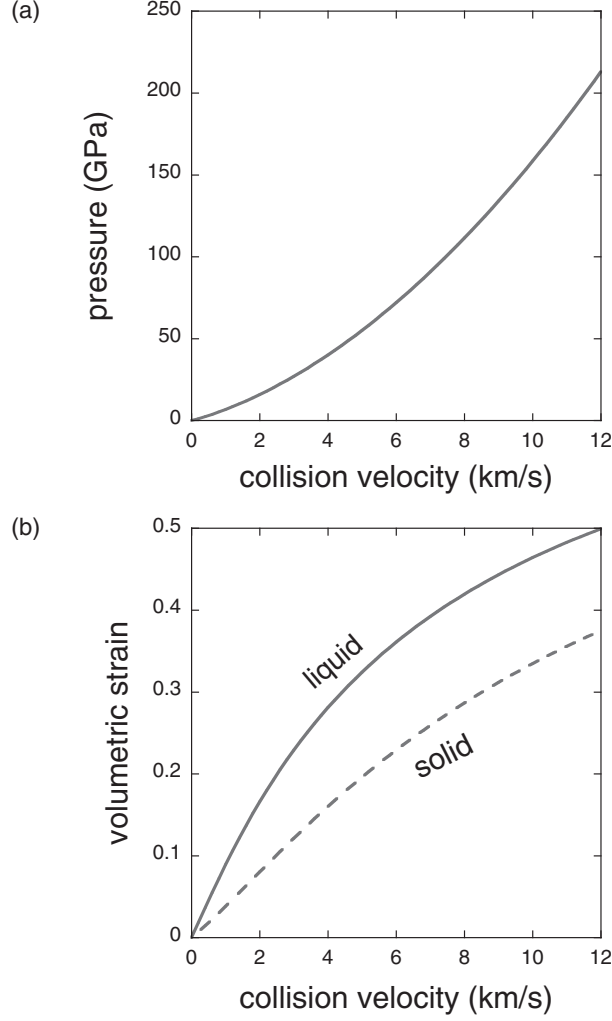 (a)
250
200
150
100
50
0
pressure (GPa)
0 2 4 6 8 10 12
collision velocity (km/s)
(b)
0.5
0.4
0.3
0.2
0.1
0
volumetric strain
liquid
solid
0 2 4 6 8 10 12
collision velocity (km/s)